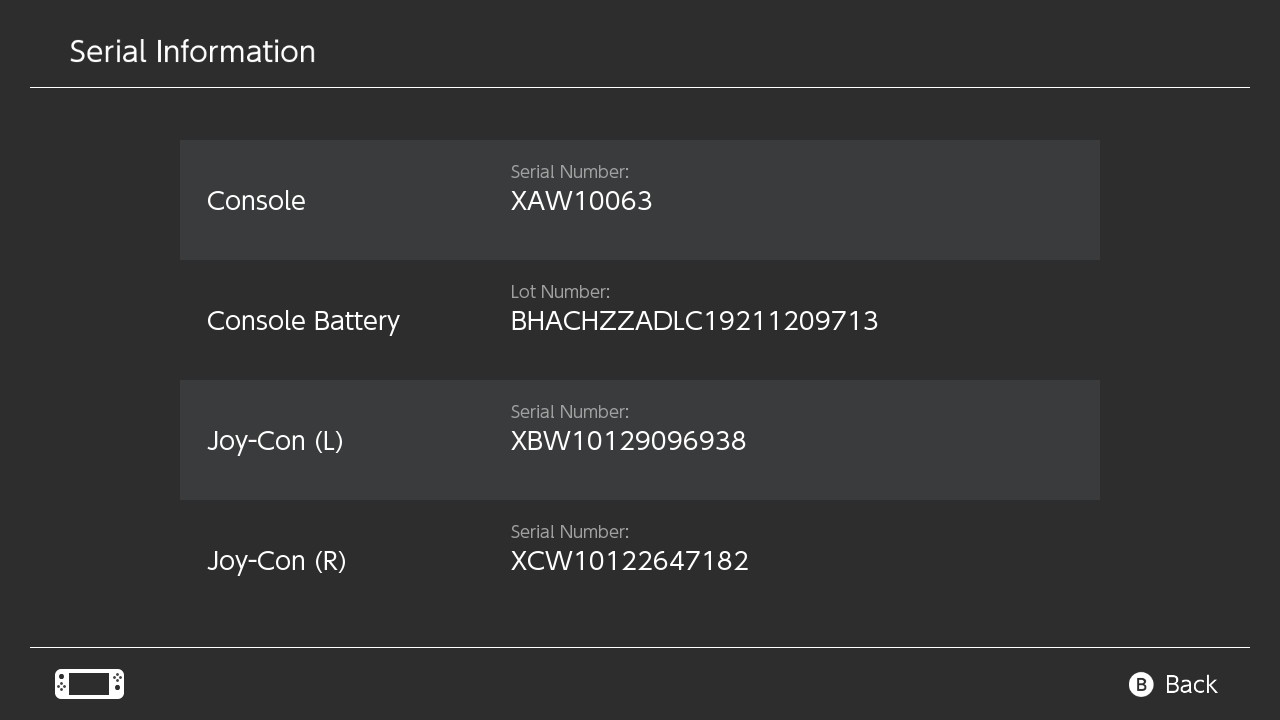 Serial Information
Serial Number:
Console
XAW10063
Lot Number:
Console Battery
BHACHZZADLC19211209713
Serial Number:
Joy-Con (L)
XBW10129096938
Serial Number:
Joy-Con (R)
XCW10122647182
B Back